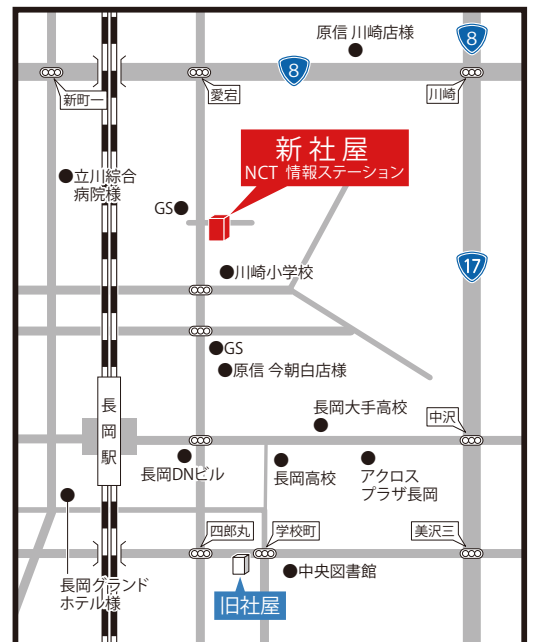 原信 川崎店様
8
8
新町一
愛宕
川崎
新社屋
NCT 情報ステーション
立川綜合
病院様
GS
17
川崎小学校
GS
原信 今朝白店様
長岡駅
長岡大手高校
中沢
長岡DNビル
長岡高校
アクロス
プラザ長岡
四郎丸
学校町
美沢三
中央図書館
長岡グランド
ホテル様
旧社屋